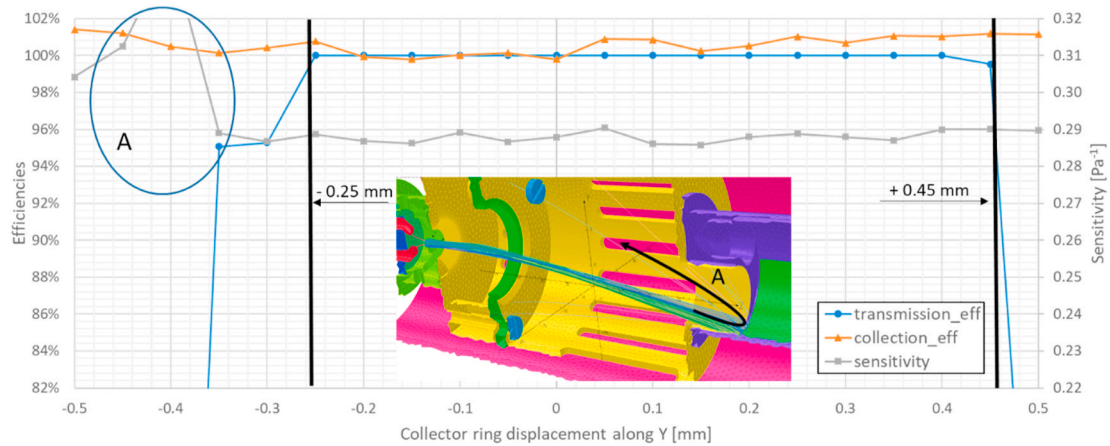 102%
100%
98%
96%
94%
92%
90%
88%
86%
84%
82%
Efficiencies
0.32
0.31
0.30
0.29
0.28
0.27
0.26
0.25
0.24
0.23
0.22
Sensitivity [Pa⁻¹]
A
- 0.25 mm
+ 0.45 mm
A
transmission_eff
collection_eff
sensitivity
-0.5 -0.4 -0.3 -0.2 -0.1 0 0.1 0.2 0.3 0.4 0.5
Collector ring displacement along Y [mm]